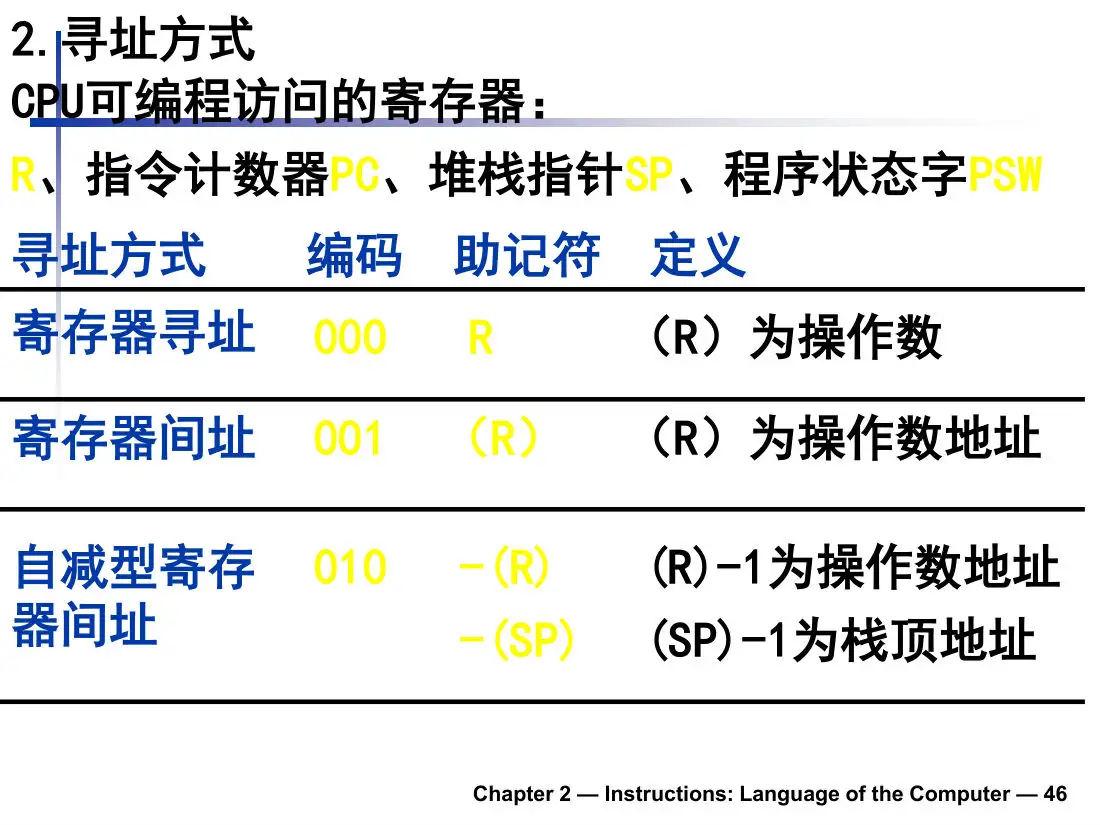 2.寻址方式
CPU可编程访问的寄存器：
R、指令计数器PC、堆栈指针SP、程序状态字PSW
寻址方式 编码 助记符 定义
寄存器寻址 000 R （R）为操作数
寄存器间址 001 （R） （R）为操作数地址
自减型寄存 010 -(R) (R)-1为操作数地址
器间址 -(SP) (SP)-1为栈顶地址
Chapter 2 — Instructions: Language of the Computer — 46